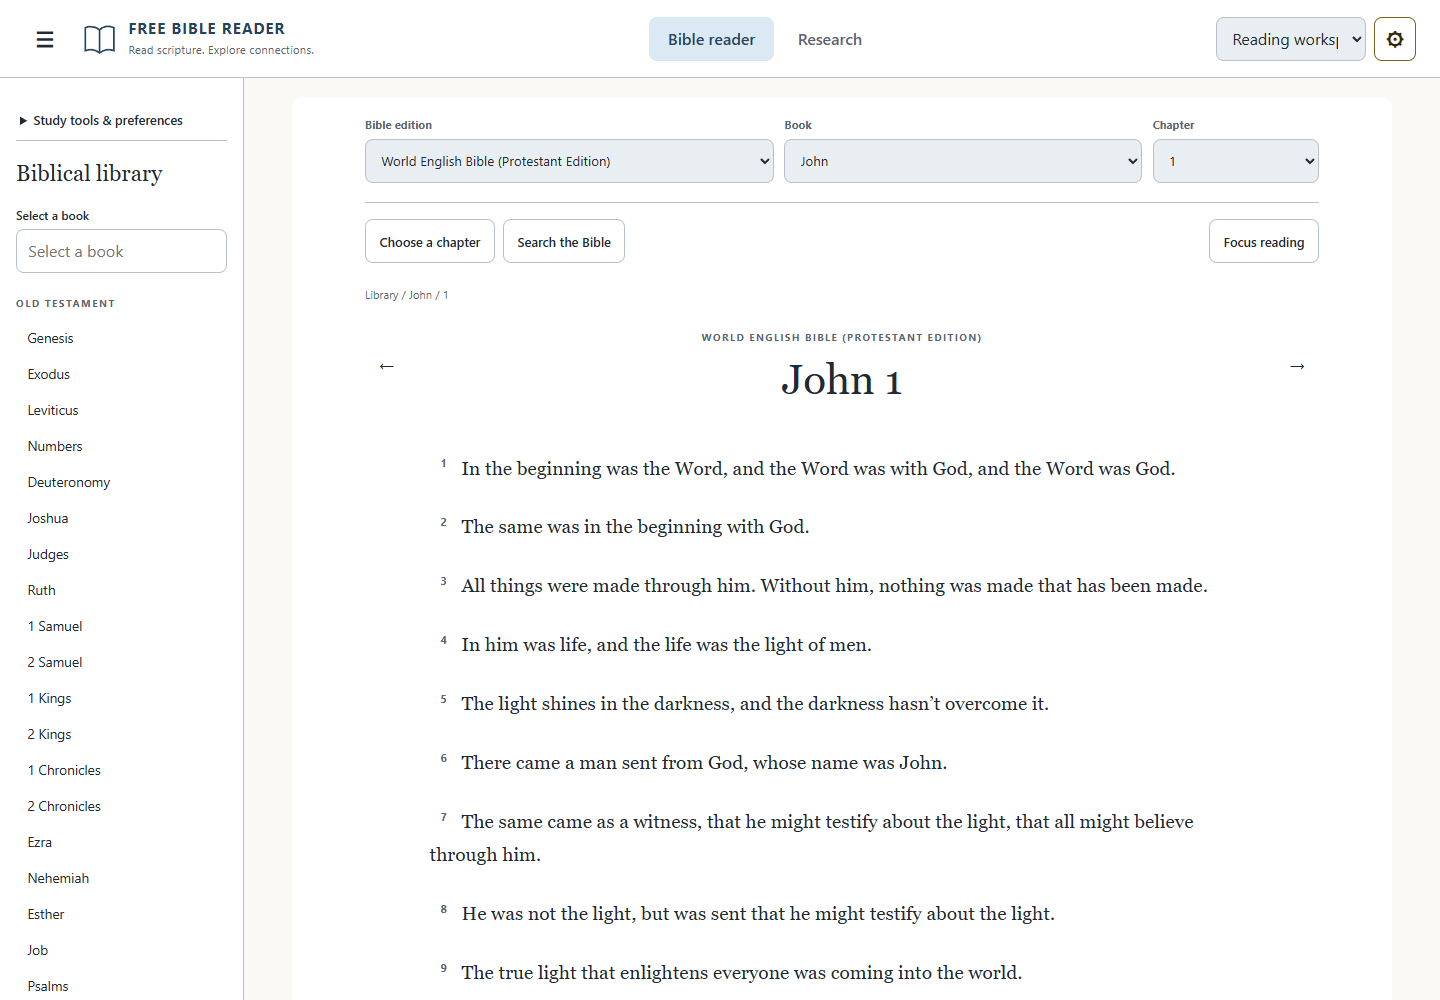 FREE BIBLE READER
Read scripture. Explore connections.
Bible reader
Research
Reading worksp
Study tools & preferences
Biblical library
Select a book
Select a book
OLD TESTAMENT
Genesis
Exodus
Leviticus
Numbers
Deuteronomy
Joshua
Judges
Ruth
1 Samuel
2 Samuel
1 Kings
2 Kings
1 Chronicles
2 Chronicles
Ezra
Nehemiah
Esther
Job
Psalms
Bible edition
World English Bible (Protestant Edition)
Book
John
Chapter
1
Choose a chapter
Search the Bible
Focus reading
Library / John / 1
WORLD ENGLISH BIBLE (PROTESTANT EDITION)
←
John 1
→
1 In the beginning was the Word, and the Word was with God, and the Word was God.
2 The same was in the beginning with God.
3 All things were made through him. Without him, nothing was made that has been made.
4 In him was life, and the life was the light of men.
5 The light shines in the darkness, and the darkness hasn’t overcome it.
6 There came a man sent from God, whose name was John.
7 The same came as a witness, that he might testify about the light, that all might believe
through him.
8 He was not the light, but was sent that he might testify about the light.
9 The true light that enlightens everyone was coming into the world.